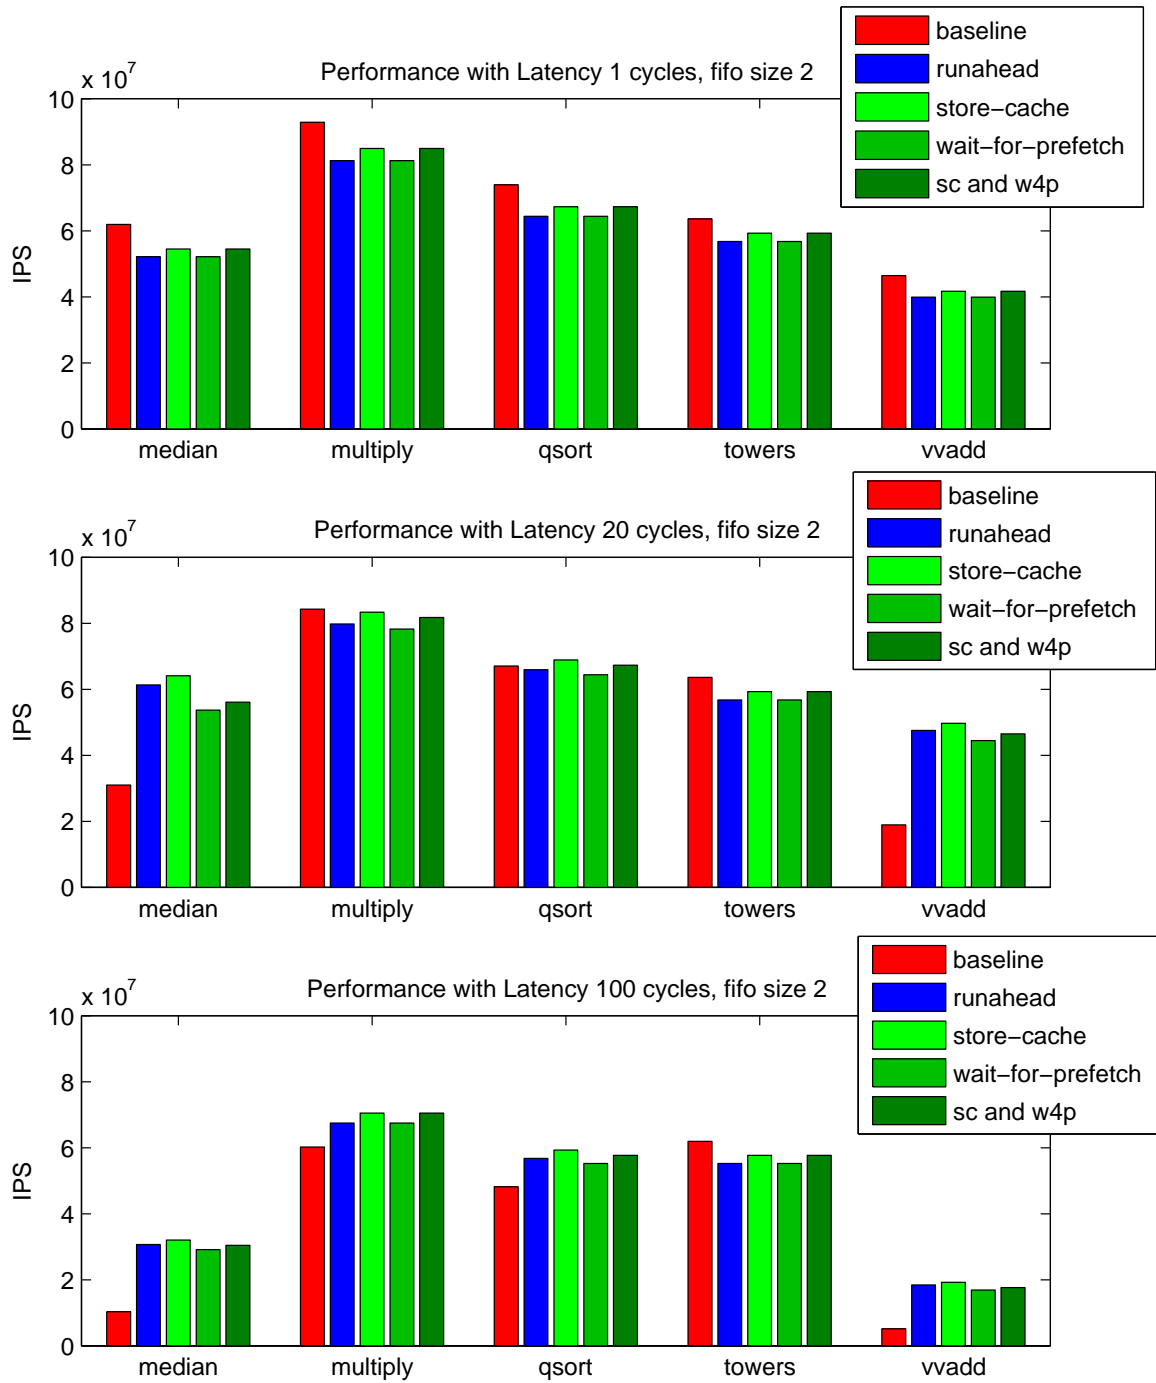 baseline
runahead
store-cache
wait-for-prefetch
sc and w4p
x 10^7
Performance with Latency 1 cycles, fifo size 2
10
8
6
4
2
0
IPS
median multiply qsort towers vvadd
baseline
runahead
store-cache
wait-for-prefetch
sc and w4p
x 10^7
Performance with Latency 20 cycles, fifo size 2
10
8
6
4
2
0
IPS
median multiply qsort towers vvadd
baseline
runahead
store-cache
wait-for-prefetch
sc and w4p
x 10^7
Performance with Latency 100 cycles, fifo size 2
10
8
6
4
2
0
IPS
median multiply qsort towers vvadd